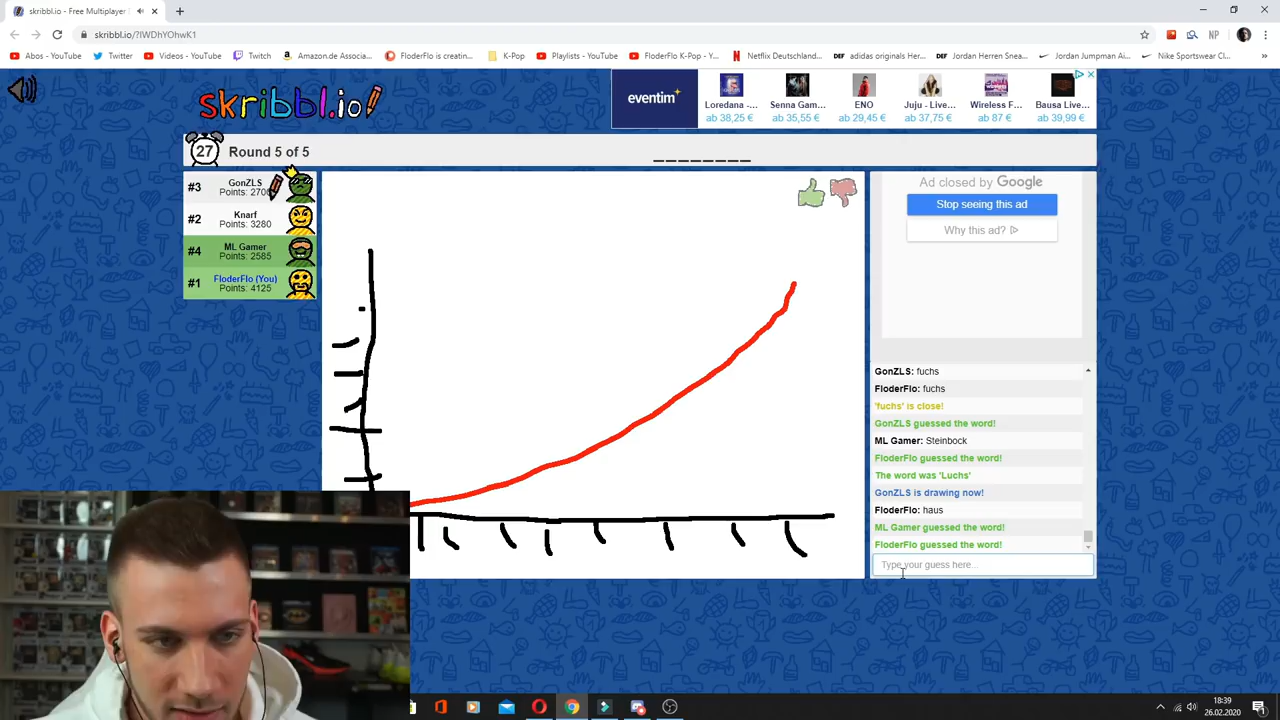 skribbl.io - Free Multiplayer
skribbl.io/?IWDhYOhwK1
NP
Abos - YouTube
Twitter
Videos - YouTube
Twitch
Amazon.de Associa...
FloderFlo is creatin...
K-Pop
Playlists - YouTube
FloderFlo K-Pop - Y...
Netflix Deutschland...
DEF adidas originals Her...
DEF Jordan Herren Snea...
Jordan Jumpman Ai...
Nike Sportswear Cl...
skribbl.io
eventim
Loredana -...
ab 38,25 €
Senna Gam...
ab 35,55 €
ENO
ab 29,45 €
Juju - Live...
ab 37,75 €
Wireless F...
ab 87 €
Bausa Live...
ab 39,99 €
27
Round 5 of 5
________
#3
GonZLS
Points: 2700
#2
Knarf
Points: 3280
#4
ML Gamer
Points: 2585
#1
FloderFlo (You)
Points: 4125
Ad closed by Google
Stop seeing this ad
Why this ad?
GonZLS: fuchs
FloderFlo: fuchs
'fuchs' is close!
GonZLS guessed the word!
ML Gamer: Steinbock
FloderFlo guessed the word!
The word was 'Luchs'
GonZLS is drawing now!
FloderFlo: haus
ML Gamer guessed the word!
FloderFlo guessed the word!
Type your guess here...
18:39
26.02.2020